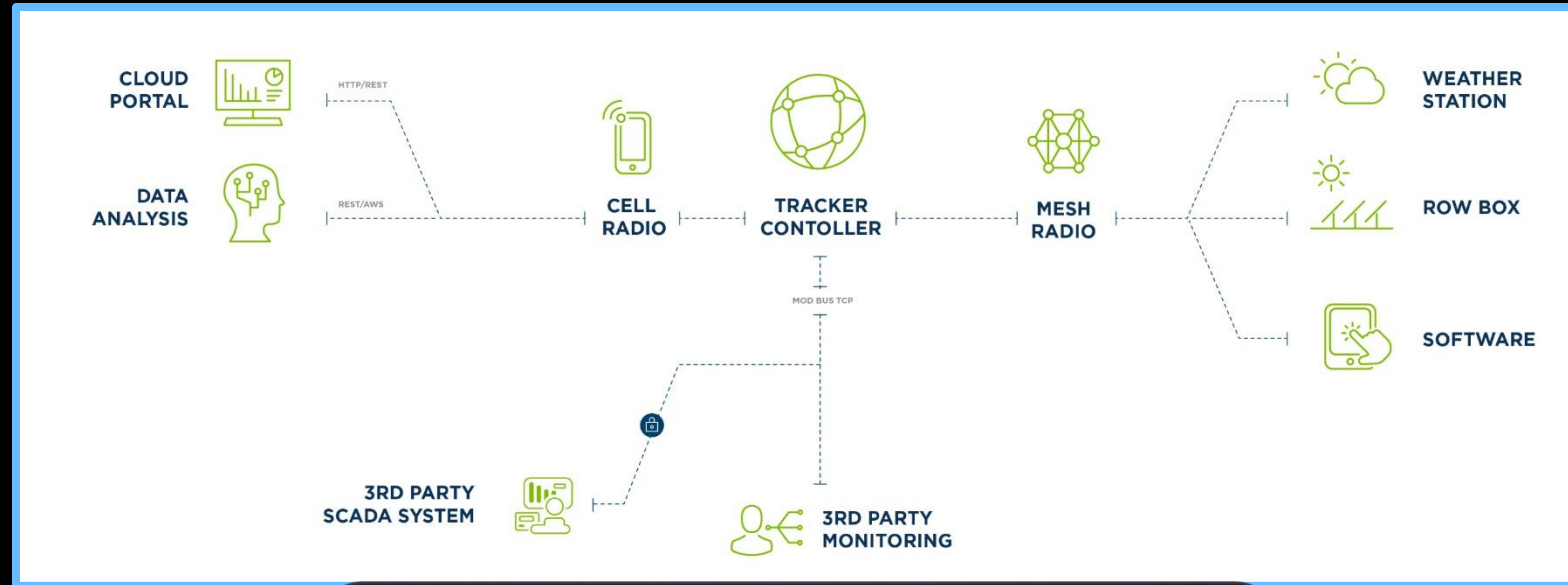 CLOUD
PORTAL
HTTP/REST
DATA
ANALYSIS
REST/AWS
CELL
RADIO
TRACKER
CONTOLLER
MESH
RADIO
WEATHER
STATION
ROW BOX
SOFTWARE
MOD BUS TCP
3RD PARTY
SCADA SYSTEM
3RD PARTY
MONITORING